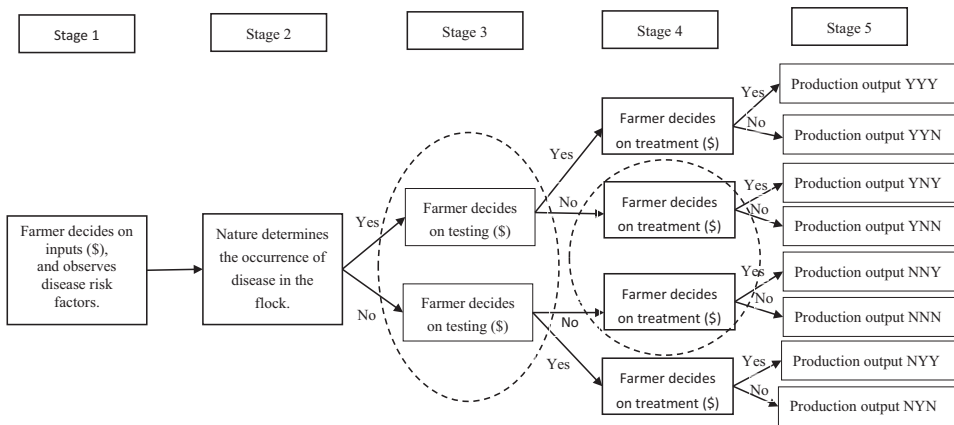 Stage 1
Stage 2
Stage 3
Stage 4
Stage 5
Farmer decides on
inputs ($),
and observes
disease risk
factors.
Nature determines
the occurrence of
disease in the
flock.
Yes
No
Farmer decides
on testing ($)
Farmer decides
on testing ($)
Yes
No
No
Yes
Farmer decides
on treatment ($)
Farmer decides
on treatment ($)
Farmer decides
on treatment ($)
Farmer decides
on treatment ($)
Yes
No
Yes
No
Yes
No
Yes
No
Production output YYY
Production output YYN
Production output YNY
Production output YNN
Production output NNY
Production output NNN
Production output NYY
Production output NYN